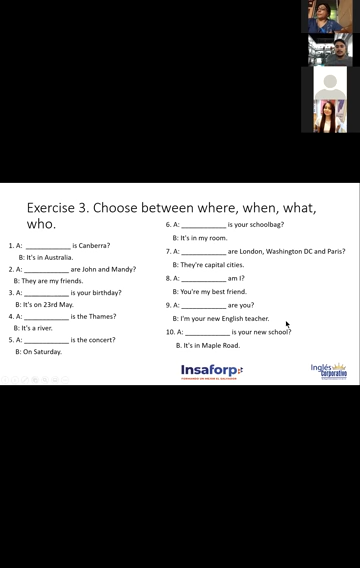 Exercise 3. Choose between where, when, what,
who.
1. A: ____________ is Canberra?
B: It's in Australia.
2. A: ____________ are John and Mandy?
B: They are my friends.
3. A: ____________ is your birthday?
B: It's on 23rd May.
4. A: ____________ is the Thames?
B: It's a river.
5. A: ____________ is the concert?
B: On Saturday.
6. A: ____________ is your schoolbag?
B: It's in my room.
7. A: ____________ are London, Washington DC and Paris?
B: They're capital cities.
8. A: ____________ am I?
B: You're my best friend.
9. A: ____________ are you?
B: I'm your new English teacher.
10. A: ____________ is your new school?
B. It's in Maple Road.
Insaforp
Inglés
Corporativo